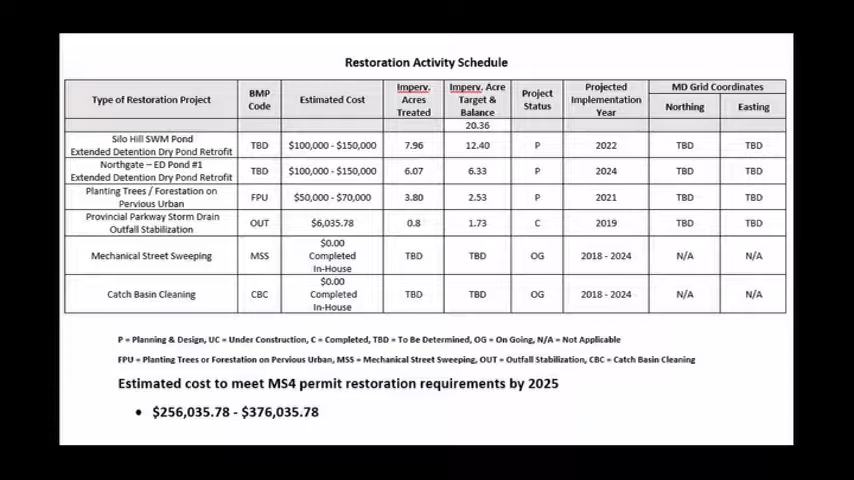 Restoration Activity Schedule
Type of Restoration Project | BMP Code | Estimated Cost | Imperv. Acres Treated | Imperv. Acre Target & Balance | Project Status | Projected Implementation Year | MD Grid Coordinates
Northing | Easting
20.36
Silo Hill SWM Pond Extended Detention Dry Pond Retrofit | TBD | $100,000 - $150,000 | 7.96 | 12.40 | P | 2022 | TBD | TBD
Northgate – ED Pond #1 Extended Detention Dry Pond Retrofit | TBD | $100,000 - $150,000 | 6.07 | 6.33 | P | 2024 | TBD | TBD
Planting Trees / Forestation on Pervious Urban | FPU | $50,000 - $70,000 | 3.80 | 2.53 | P | 2021 | TBD | TBD
Provincial Parkway Storm Drain Outfall Stabilization | OUT | $6,035.78 | 0.8 | 1.73 | C | 2019 | TBD | TBD
Mechanical Street Sweeping | MSS | $0.00 Completed In-House | TBD | TBD | OG | 2018 - 2024 | N/A | N/A
Catch Basin Cleaning | CBC | $0.00 Completed In-House | TBD | TBD | OG | 2018 - 2024 | N/A | N/A
P = Planning & Design, UC = Under Construction, C = Completed, TBD = To Be Determined, OG = On Going, N/A = Not Applicable
FPU = Planting Trees or Forestation on Pervious Urban, MSS = Mechanical Street Sweeping, OUT = Outfall Stabilization, CBC = Catch Basin Cleaning
Estimated cost to meet MS4 permit restoration requirements by 2025
• $256,035.78 - $376,035.78